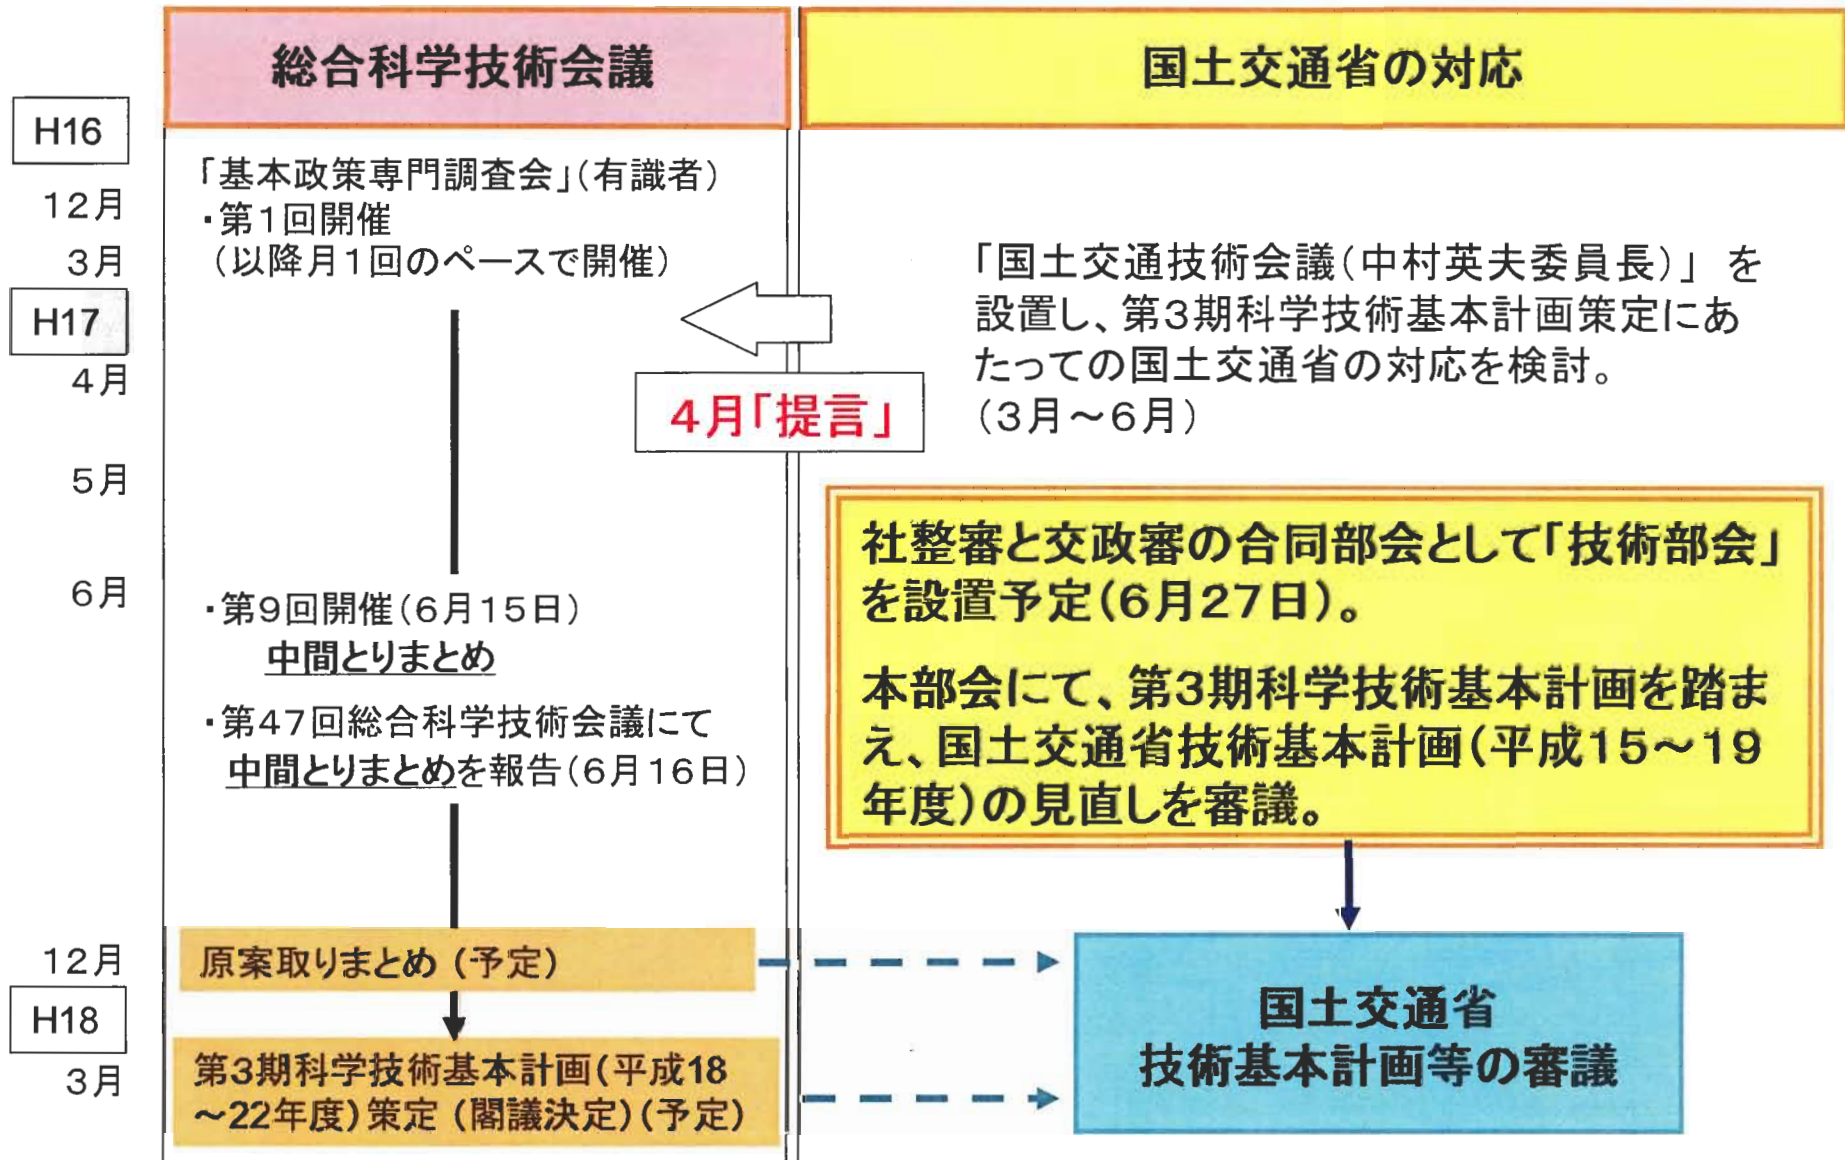 総合科学技術会議
国土交通省の対応
H16
12月
3月
H17
4月
5月
6月
12月
H18
3月
「基本政策専門調査会」(有識者)
・第1回開催
(以降月1回のペースで開催)
・第9回開催(6月15日)
中間とりまとめ
・第47回総合科学技術会議にて
中間とりまとめを報告(6月16日)
原案取りまとめ(予定)
第3期科学技術基本計画(平成18
~22年度)策定(閣議決定)(予定)
4月「提言」
「国土交通技術会議(中村英夫委員長)」を
設置し、第3期科学技術基本計画策定にあ
たっての国土交通省の対応を検討。
(3月~6月)
社整審と交政審の合同部会として「技術部会」
を設置予定(6月27日)。
本部会にて、第3期科学技術基本計画を踏ま
え、国土交通省技術基本計画(平成15~19
年度)の見直しを審議。
国土交通省
技術基本計画等の審議